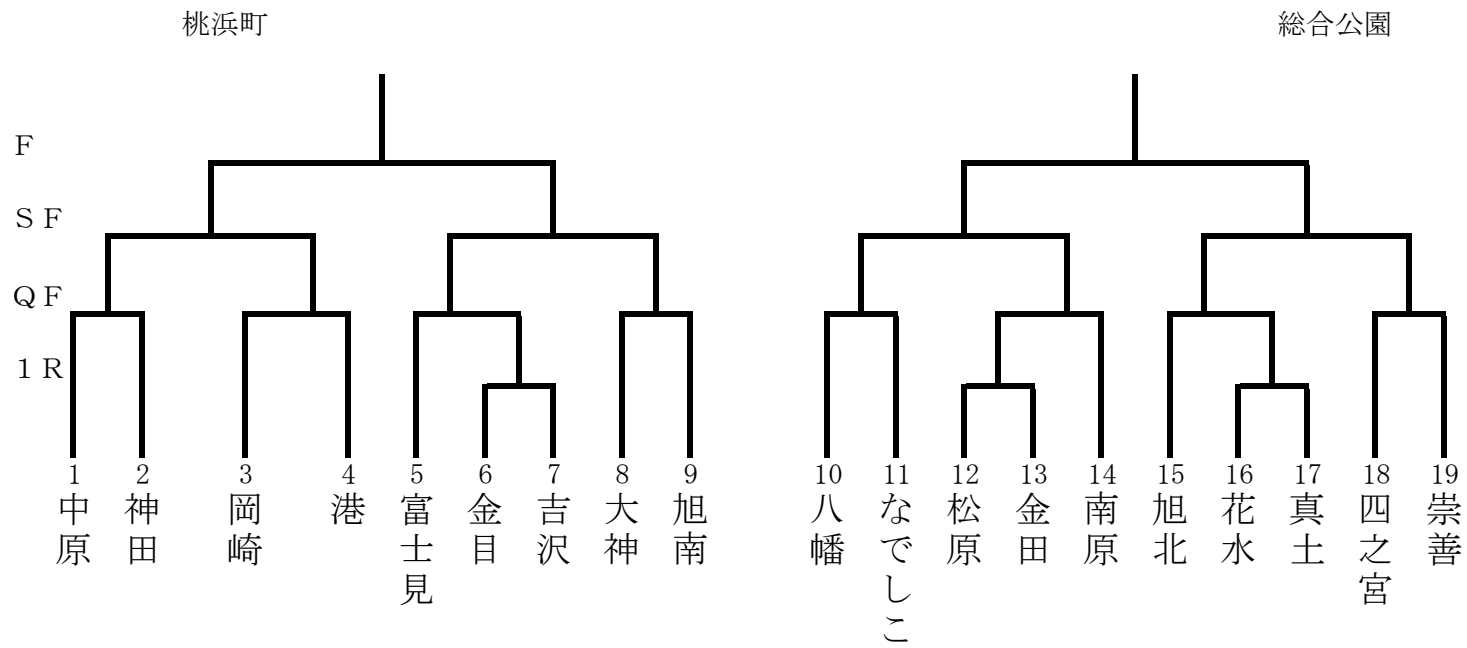 桃浜町
総合公園
F
SF
QF
1R
1 2 3 4 5 6 7 8 9 10 11 12 13 14 15 16 17 18 19
中原
神田
岡崎
港
富士見
金目
吉沢
大神
旭南
八幡
なでしこ
松原
金田
南原
旭北
花水
真土
四之宮
崇善